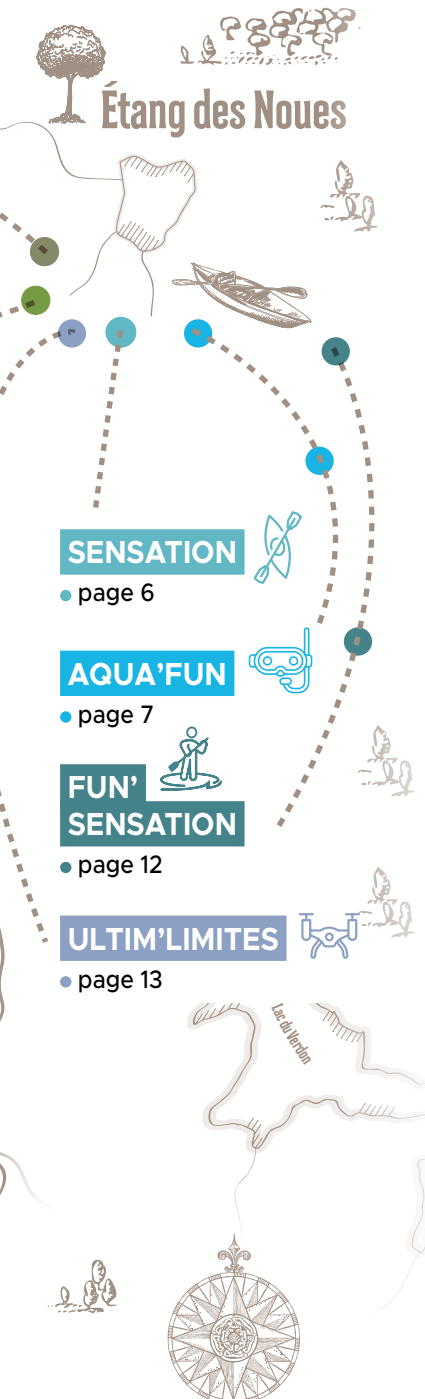 Étang des Noues
SENSATION
• page 6
AQUA’FUN
• page 7
FUN’
SENSATION
• page 12
ULTIM’LIMITES
• page 13
Lac du Verdon